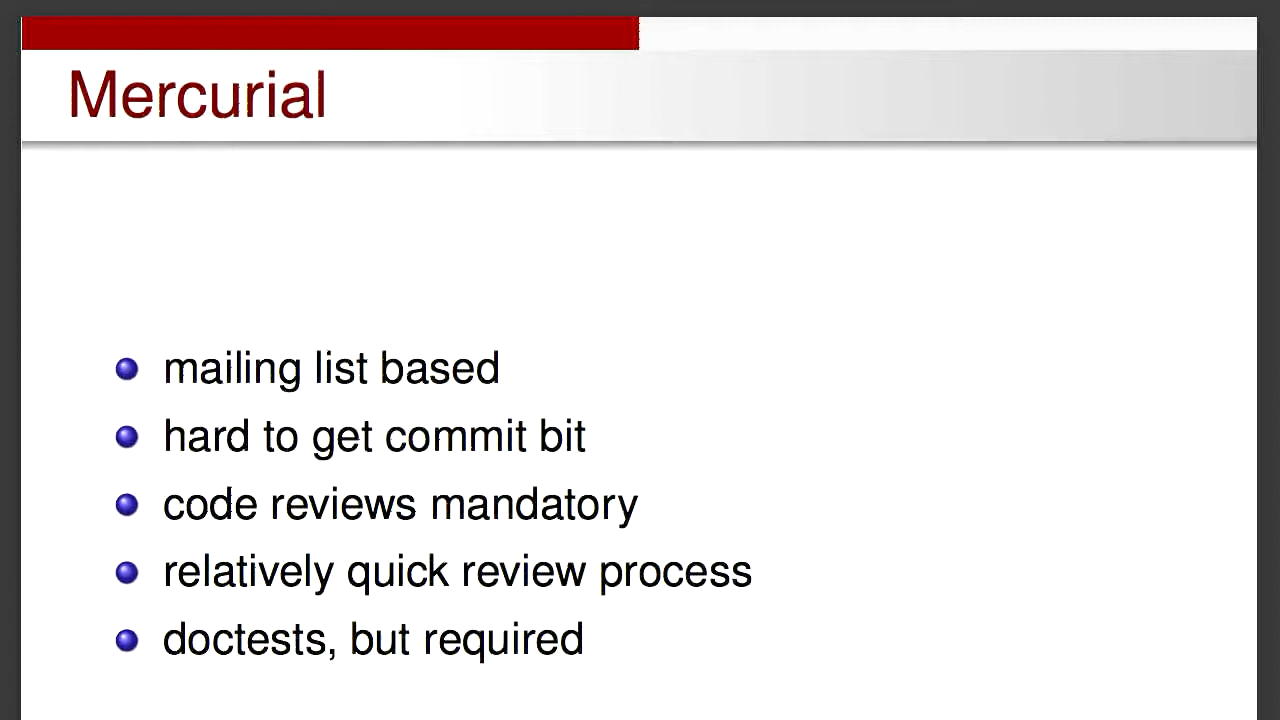 Mercurial
mailing list based
hard to get commit bit
code reviews mandatory
relatively quick review process
doctests, but required